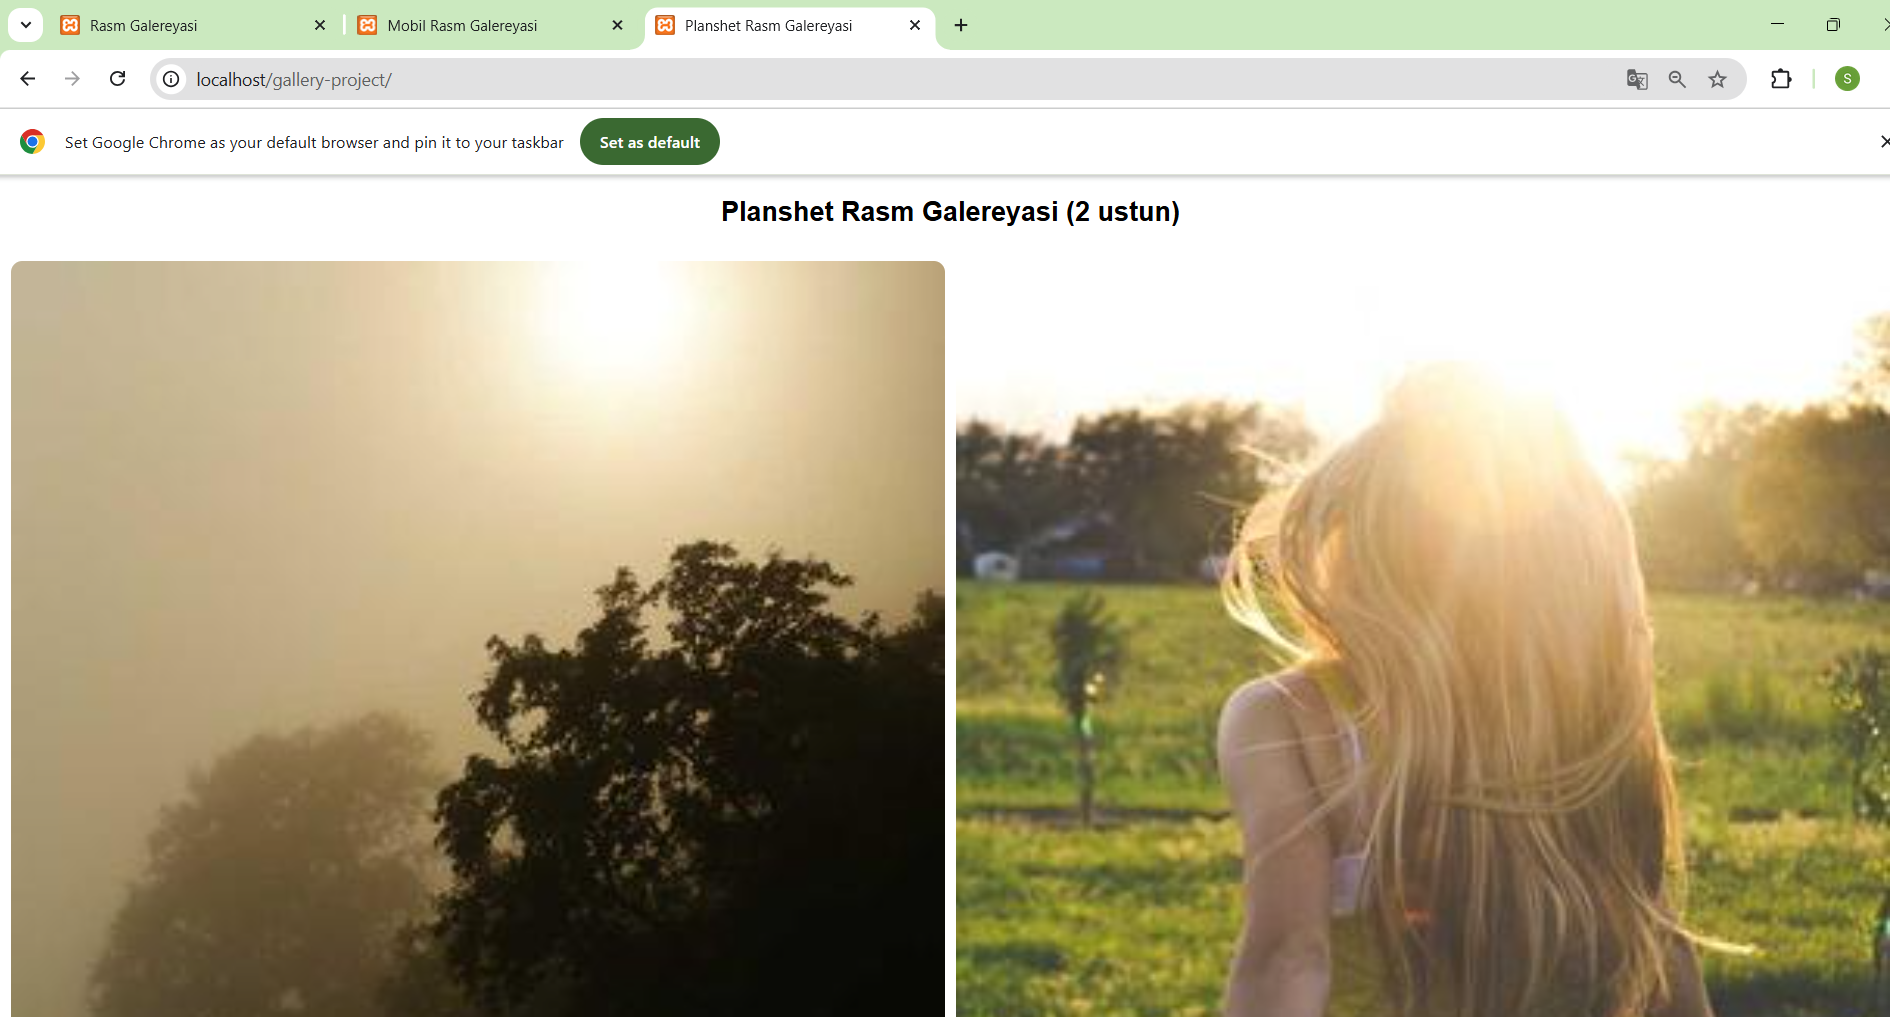 Rasm Galereyasi
Mobil Rasm Galereyasi
Planshet Rasm Galereyasi
localhost/gallery-project/
S
Set Google Chrome as your default browser and pin it to your taskbar
Set as default
Planshet Rasm Galereyasi (2 ustun)